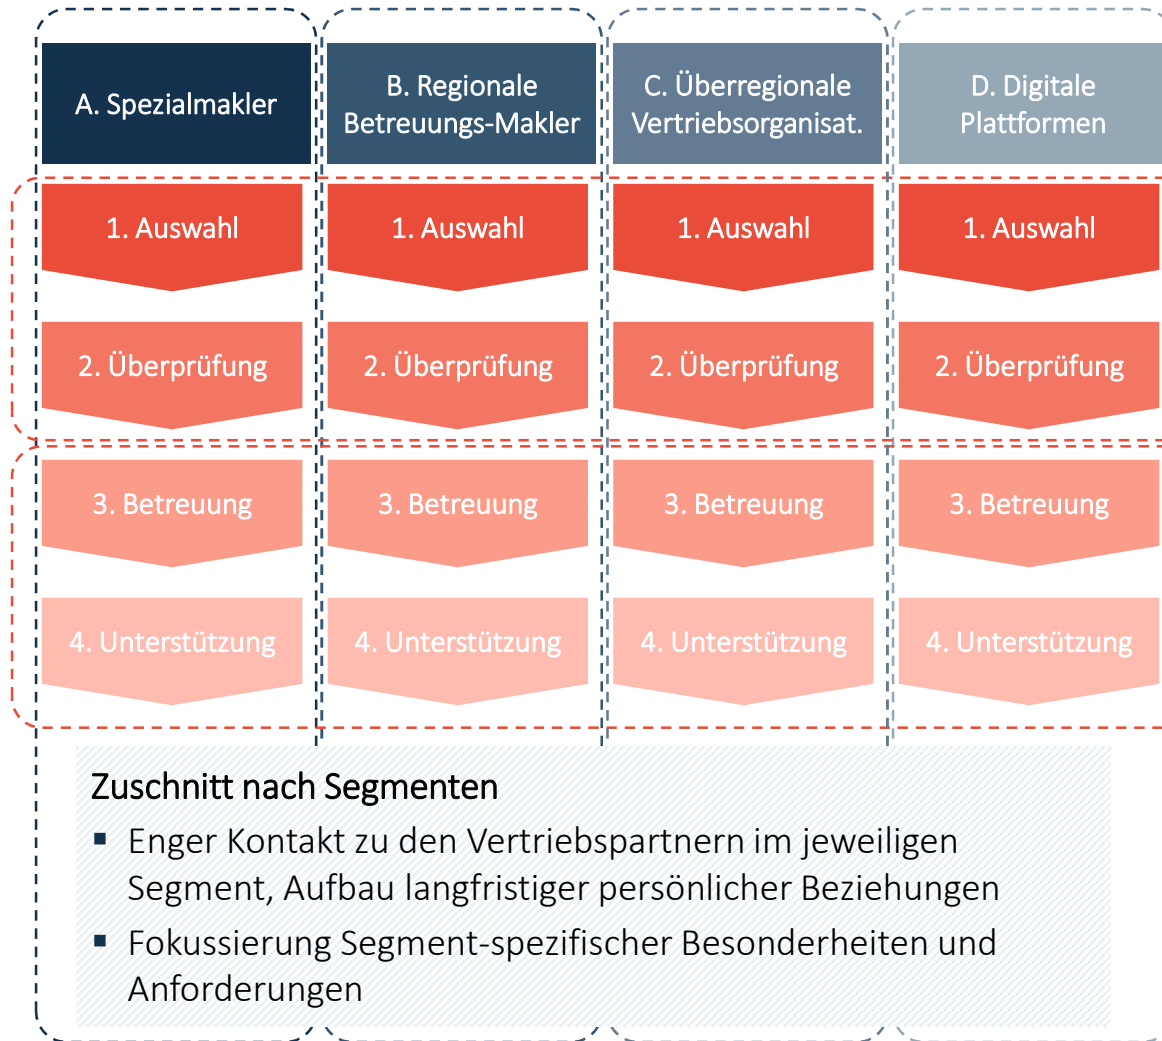 A. Spezialmakler
B. Regionale
Betreuungs-Makler
C. Überregionale
Vertriebsorganisat.
D. Digitale
Plattformen
1. Auswahl
1. Auswahl
1. Auswahl
1. Auswahl
2. Überprüfung
2. Überprüfung
2. Überprüfung
2. Überprüfung
3. Betreuung
3. Betreuung
3. Betreuung
3. Betreuung
4. Unterstützung
4. Unterstützung
4. Unterstützung
4. Unterstützung
Zuschnitt nach Segmenten
▪ Enger Kontakt zu den Vertriebspartnern im jeweiligen
Segment, Aufbau langfristiger persönlicher Beziehungen
▪ Fokussierung Segment-spezifischer Besonderheiten und
Anforderungen